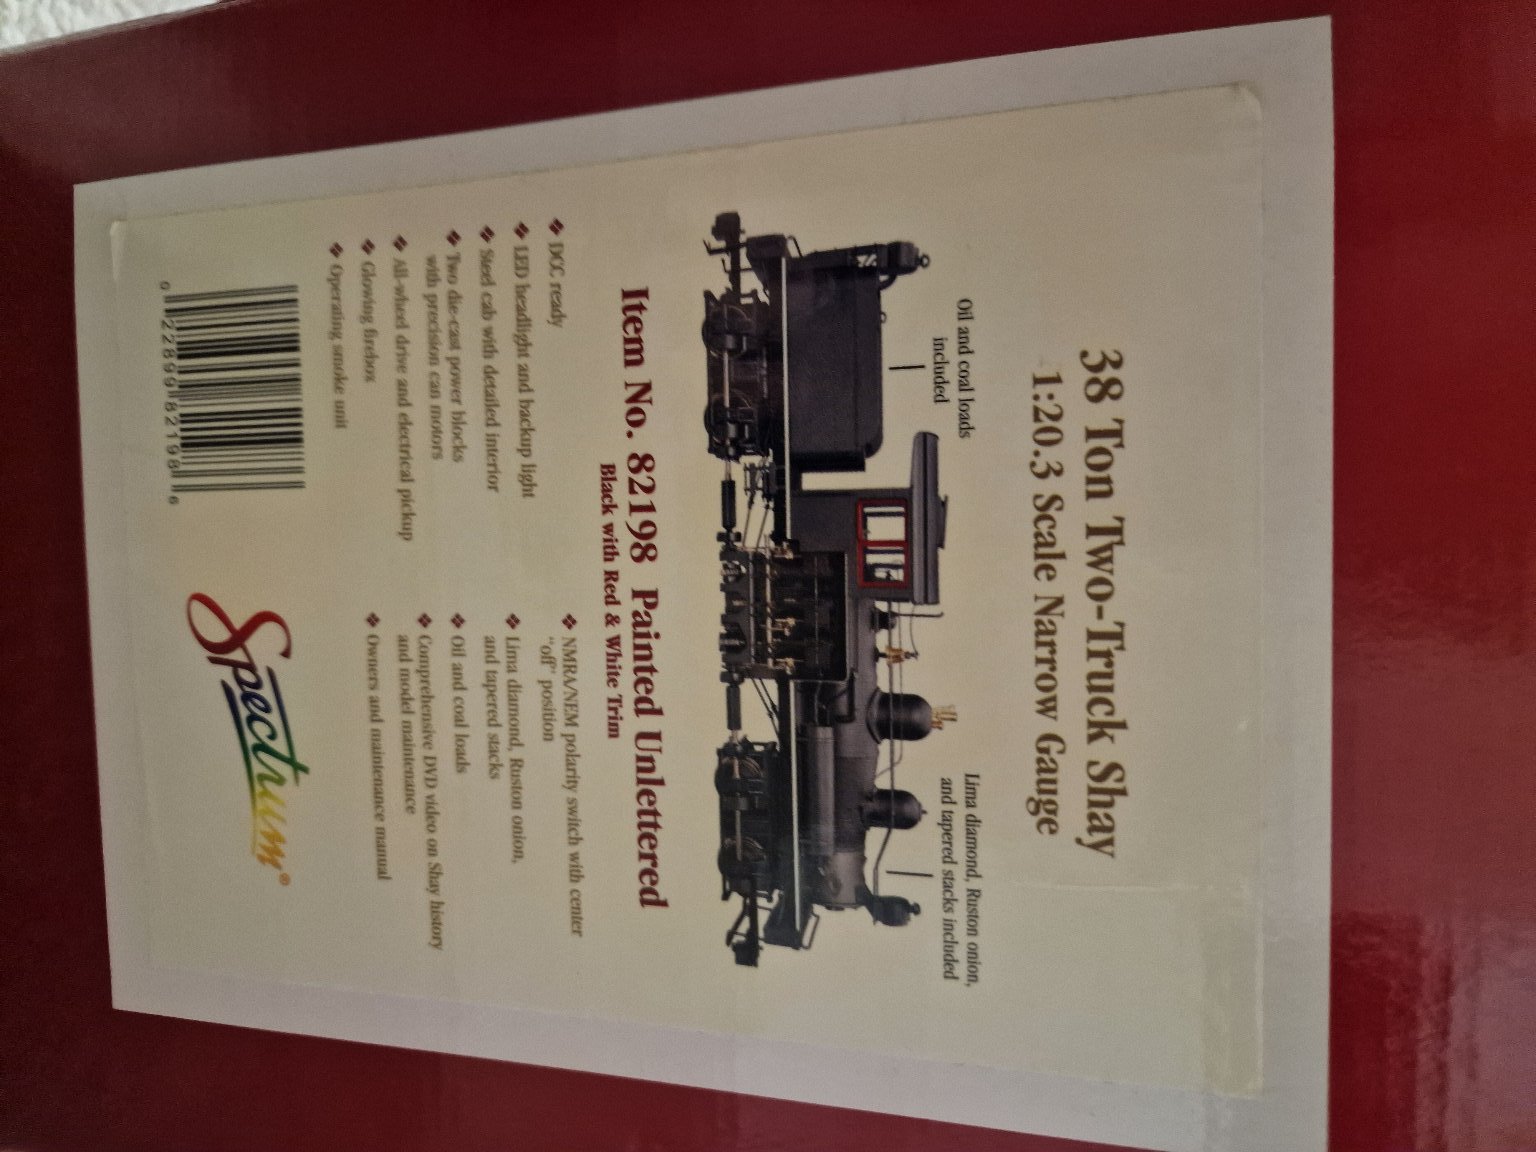 38 Ton Two-Truck Shay
1:20.3 Scale Narrow Gauge
Oil and coal loads
included
Lima diamond, Ruston onion,
and tapered stacks included
Item No. 82198 Painted Unlettered
Black with Red & White Trim
❖ DCC ready
❖ LED headlight and backup light
❖ Steel cab with detailed interior
❖ Two die-cast power blocks
with precision can motors
❖ All-wheel drive and electrical pickup
❖ Glowing firebox
❖ Operating smoke unit
❖ NMRA/NEM polarity switch with center
"off" position
❖ Lima diamond, Ruston onion,
and tapered stacks
❖ Oil and coal loads
❖ Comprehensive DVD video on Shay history
and model maintenance
❖ Owners and maintenance manual
0 22899 82198 6
Spectrum®